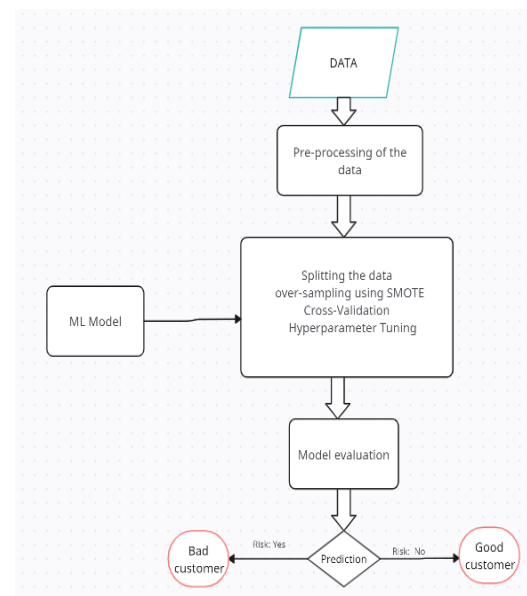 DATA
Pre-processing of the
data
Splitting the data
over-sampling using SMOTE
Cross-Validation
Hyperparameter Tuning
ML Model
Model evaluation
Prediction
Risk: Yes
Bad
customer
Risk: No
Good
customer